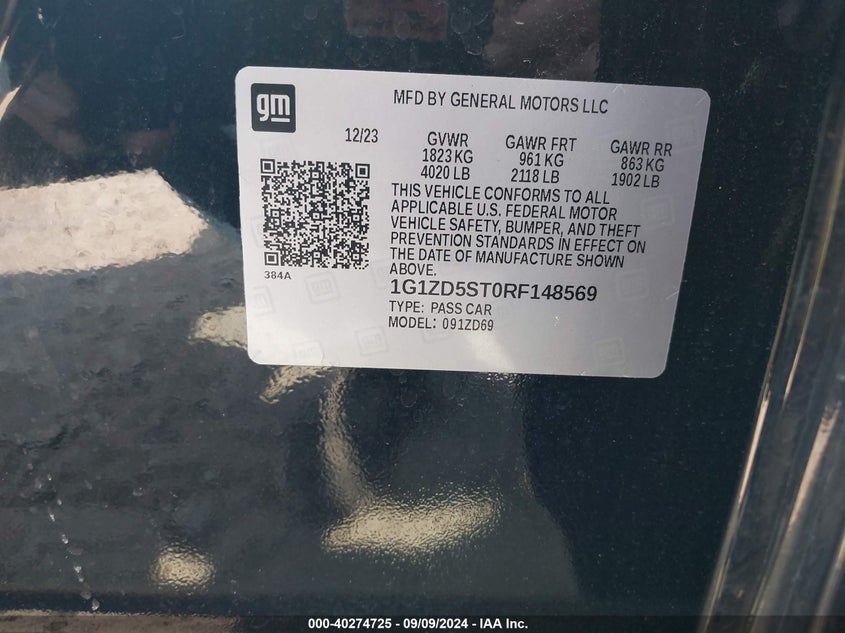 gm
MFD BY GENERAL MOTORS LLC
12/23
GVWR GAWR FRT GAWR RR
1823 KG 961 KG 863 KG
4020 LB 2118 LB 1902 LB
THIS VEHICLE CONFORMS TO ALL
APPLICABLE U.S. FEDERAL MOTOR
VEHICLE SAFETY, BUMPER, AND THEFT
PREVENTION STANDARDS IN EFFECT ON
THE DATE OF MANUFACTURE SHOWN
ABOVE.
384A
1G1ZD5ST0RF148569
TYPE: PASS CAR
MODEL: 091ZD69
000-40274725 - 09/09/2024 - IAA Inc.